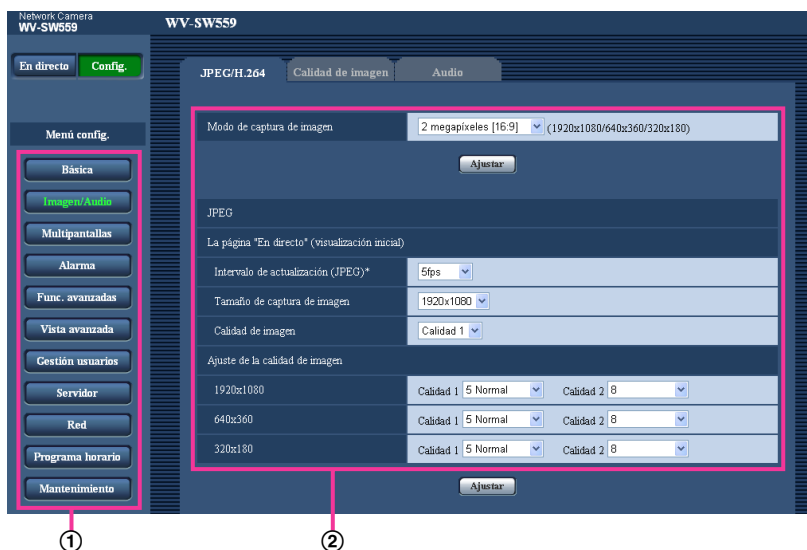 Network Camera
WV-SW559
WV-SW559
En directo Config.
JPEG/H.264 Calidad de imagen Audio
Menú config.
Básica
Imagen/Audio
Multipantallas
Alarma
Func. avanzadas
Vista avanzada
Gestión usuarios
Servidor
Red
Programa horario
Mantenimiento
Modo de captura de imagen 2 megapíxeles [16:9] (1920x1080/640x360/320x180)
Ajustar
JPEG
La página "En directo" (visualización inicial)
Intervalo de actualización (JPEG)* 5fps
Tamaño de captura de imagen 1920x1080
Calidad de imagen Calidad 1
Ajuste de la calidad de imagen
1920x1080 Calidad 1 5 Normal Calidad 2 8
640x360 Calidad 1 5 Normal Calidad 2 8
320x180 Calidad 1 5 Normal Calidad 2 8
Ajustar
① ②